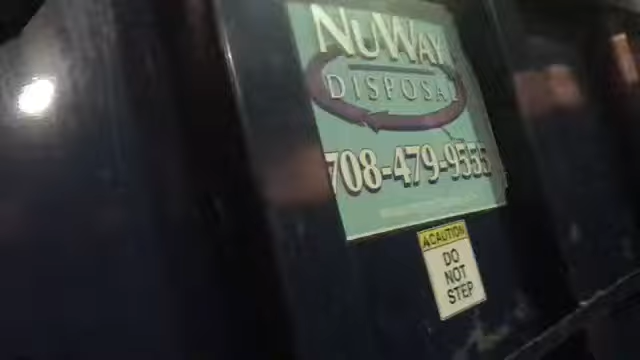 NUWAY
DISPOSAL
708-479-9555
CAUTION
DO
NOT
STEP